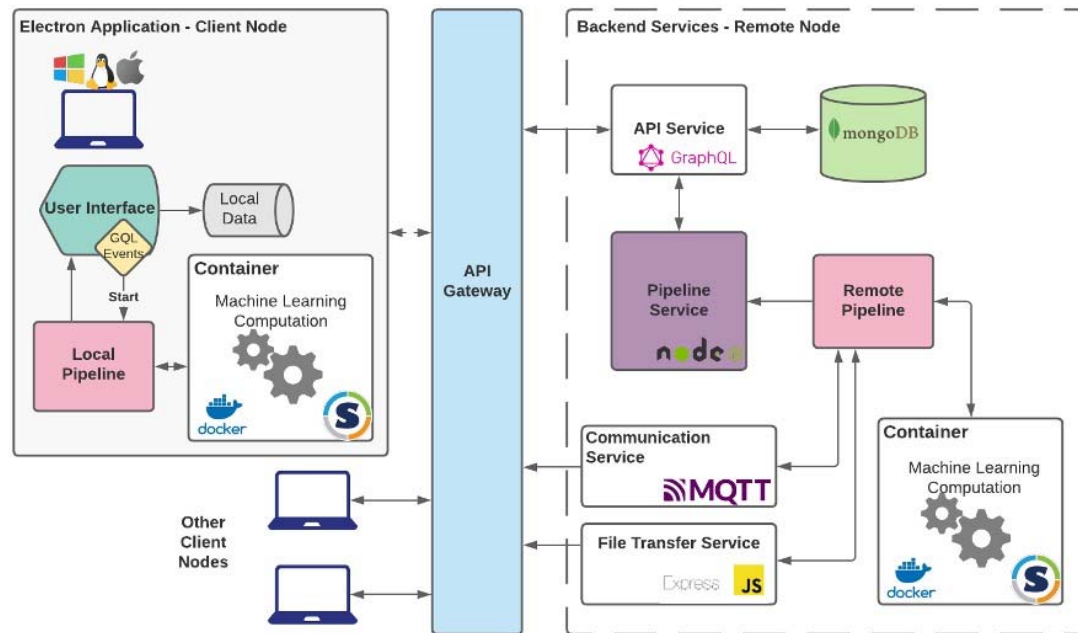 Electron Application - Client Node
User Interface
GQL
Events
Local
Data
Start
Local
Pipeline
Container
Machine Learning
Computation
docker
S
Other
Client
Nodes
API
Gateway
Backend Services - Remote Node
API Service
GraphQL
mongoDB
Pipeline
Service
node
Remote
Pipeline
Communication
Service
MQTT
File Transfer Service
Express
JS
Container
Machine Learning
Computation
docker
S